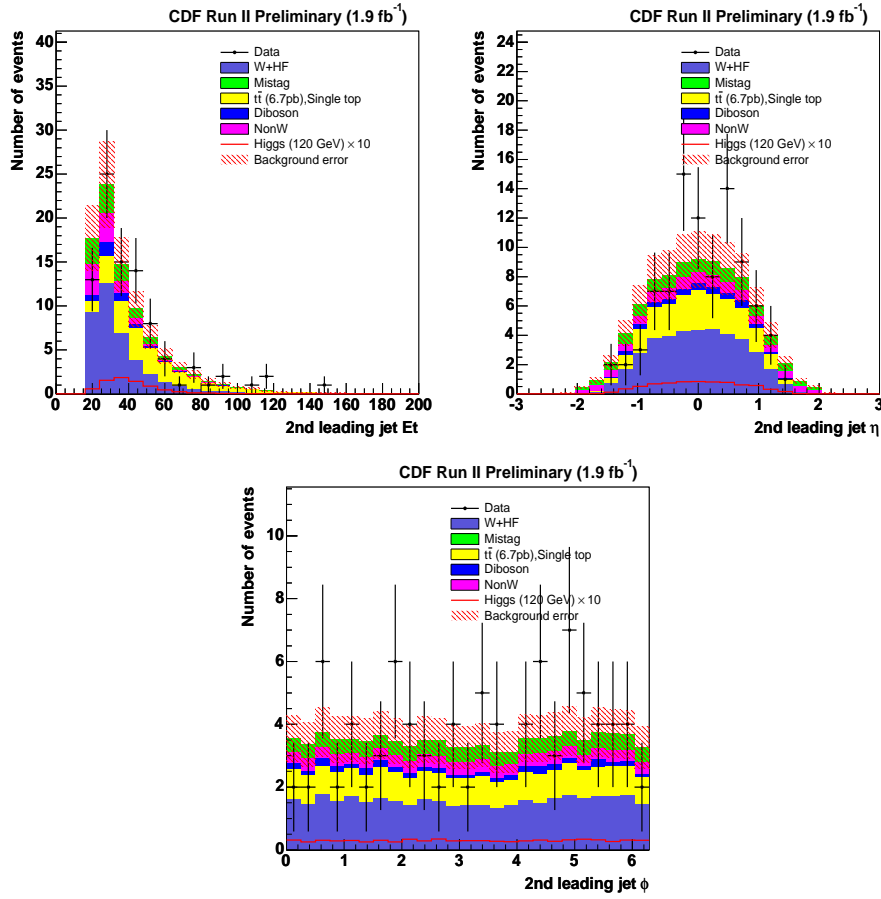 CDF Run II Preliminary (1.9 fb⁻¹)
Number of events
40
35
30
25
20
15
10
5
0
Data
W+HF
Mistag
tt̄ (6.7pb),Single top
Diboson
NonW
Higgs (120 GeV) × 10
Background error
0 20 40 60 80 100 120 140 160 180 200
2nd leading jet Et
CDF Run II Preliminary (1.9 fb⁻¹)
Number of events
24
22
20
18
16
14
12
10
8
6
4
2
0
Data
W+HF
Mistag
tt̄ (6.7pb),Single top
Diboson
NonW
Higgs (120 GeV) × 10
Background error
-3 -2 -1 0 1 2 3
2nd leading jet η
CDF Run II Preliminary (1.9 fb⁻¹)
Number of events
10
8
6
4
2
0
Data
W+HF
Mistag
tt̄ (6.7pb),Single top
Diboson
NonW
Higgs (120 GeV) × 10
Background error
0 1 2 3 4 5 6
2nd leading jet ϕ